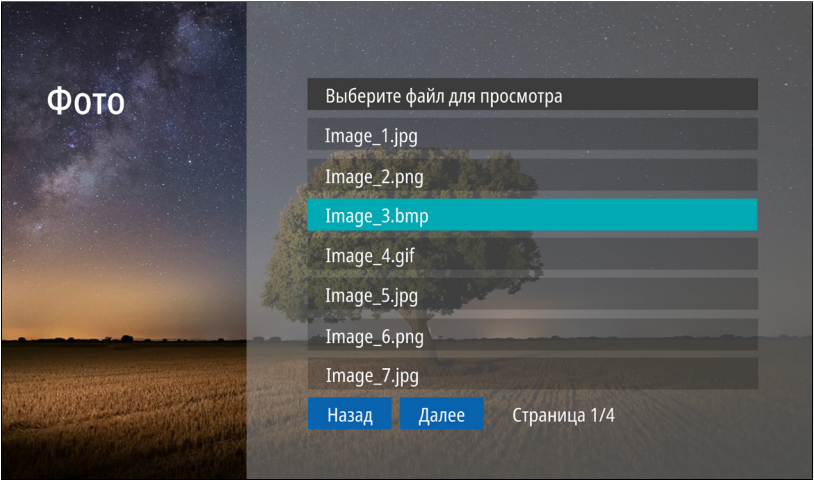 Фото
Выберите файл для просмотра
Image_1.jpg
Image_2.png
Image_3.bmp
Image_4.gif
Image_5.jpg
Image_6.png
Image_7.jpg
Назад Далее Страница 1/4